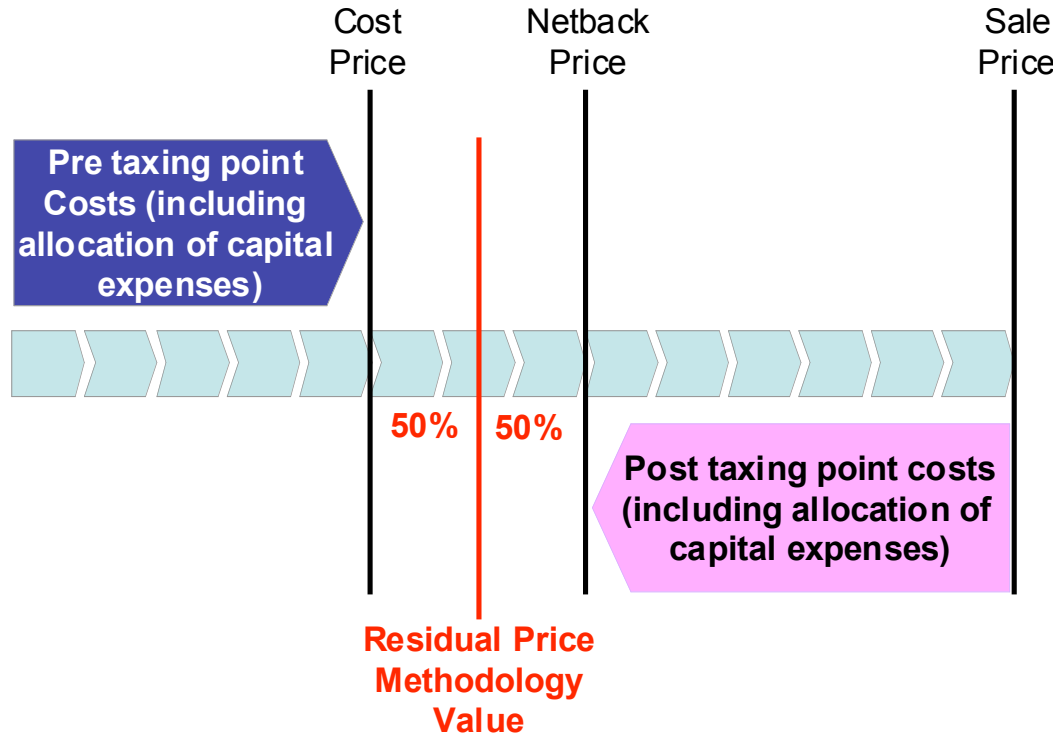 Cost
Price
Netback
Price
Sale
Price
Pre taxing point
Costs (including
allocation of capital
expenses)
50%
50%
Post taxing point costs
(including allocation of
capital expenses)
Residual Price
Methodology
Value